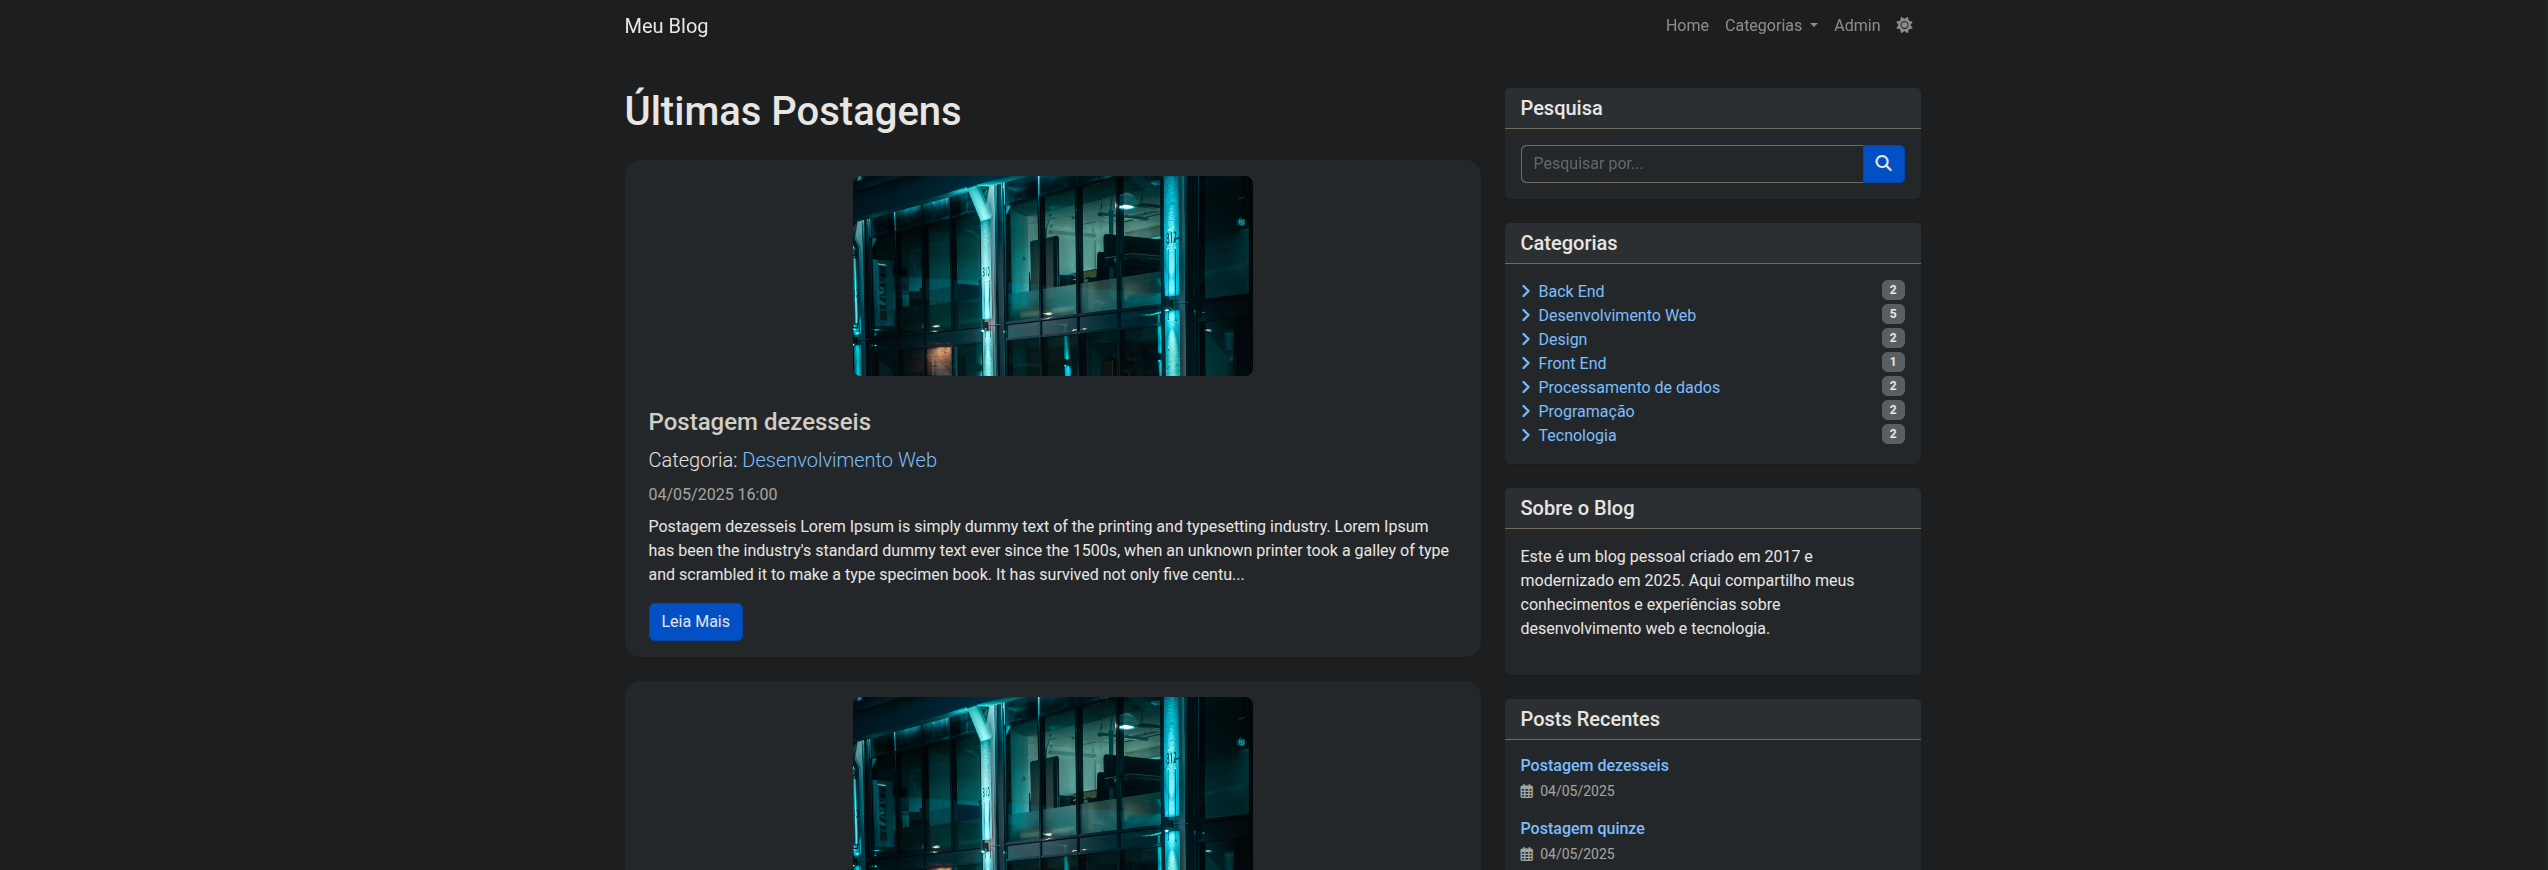 Meu Blog
Home
Categorias
Admin
Últimas Postagens
Postagem dezesseis
Categoria: Desenvolvimento Web
04/05/2025 16:00
Postagem dezesseis Lorem Ipsum is simply dummy text of the printing and typesetting industry. Lorem Ipsum
has been the industry's standard dummy text ever since the 1500s, when an unknown printer took a galley of type
and scrambled it to make a type specimen book. It has survived not only five centu...
Leia Mais
Pesquisa
Pesquisar por...
Categorias
Back End 2
Desenvolvimento Web 5
Design 2
Front End 1
Processamento de dados 2
Programação 2
Tecnologia 2
Sobre o Blog
Este é um blog pessoal criado em 2017 e
modernizado em 2025. Aqui compartilho meus
conhecimentos e experiências sobre
desenvolvimento web e tecnologia.
Posts Recentes
Postagem dezesseis
04/05/2025
Postagem quinze
04/05/2025